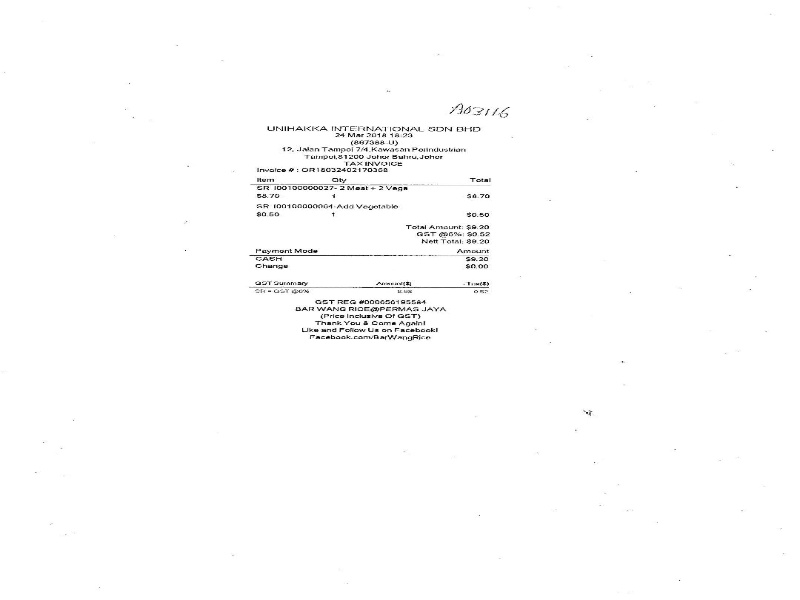 A03116
UNIHAKKA INTERNATIONAL SDN BHD
24 Mar 2018 18:23
(867388-U)
12, Jalan Tampoi 7/4,Kawasan Perindustrian
Tampoi,81200 Johor Bahru,Johor
TAX INVOICE
Invoice # : OR18032402170368
Item Qty Total
SR I00100000027- 2 Meat + 2 Vege
$8.70 1 $8.70
SR I00100000064-Add Vegetable
$0.50 1 $0.50
Total Amount: $9.20
GST @6%: $0.52
Nett Total: $9.20
Payment Mode Amount
CASH $9.20
Change $0.00
GST Summary Amount($) Tax($)
SR = GST @6% 8.68 0.52
GST REG #000656195584
BAR WANG RICE@PERMAS JAYA
(Price Inclusive Of GST)
Thank You & Come Again!
Like and Follow Us on Facebook!
Facebook.com/BarWangRice